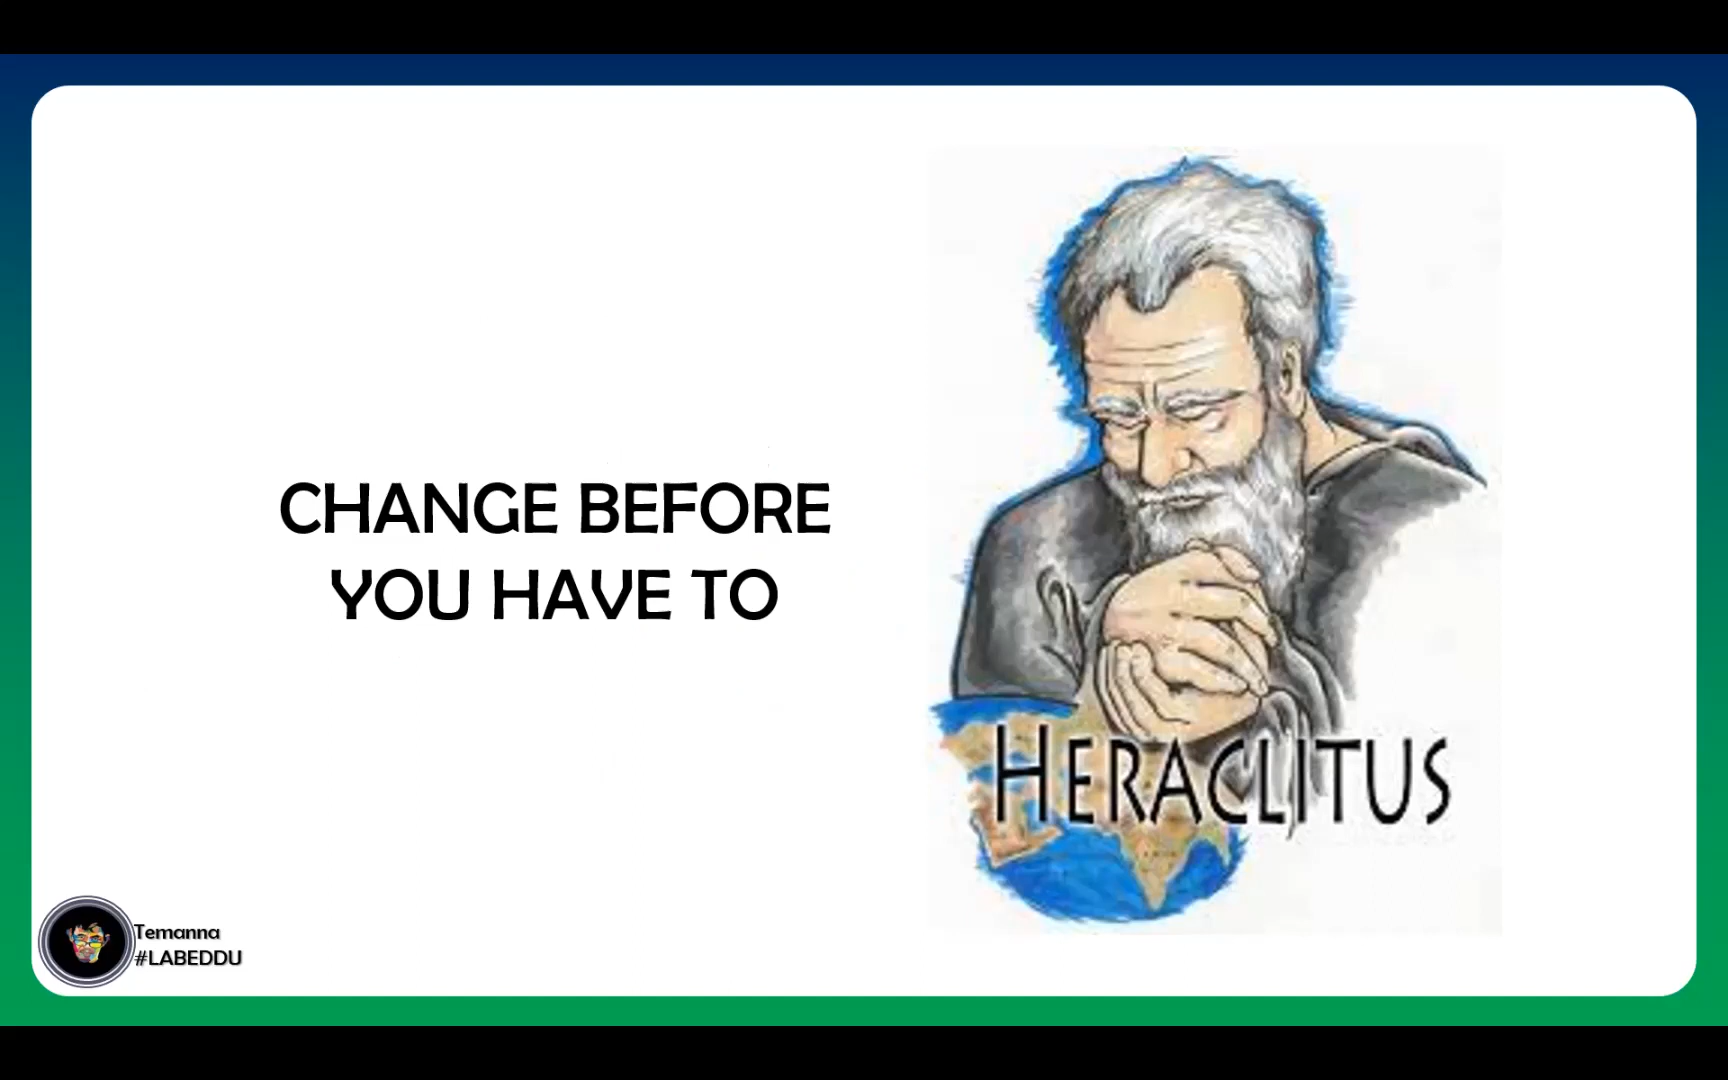 CHANGE BEFORE
YOU HAVE TO
HERACLITUS
Temanna
#LABEDDU